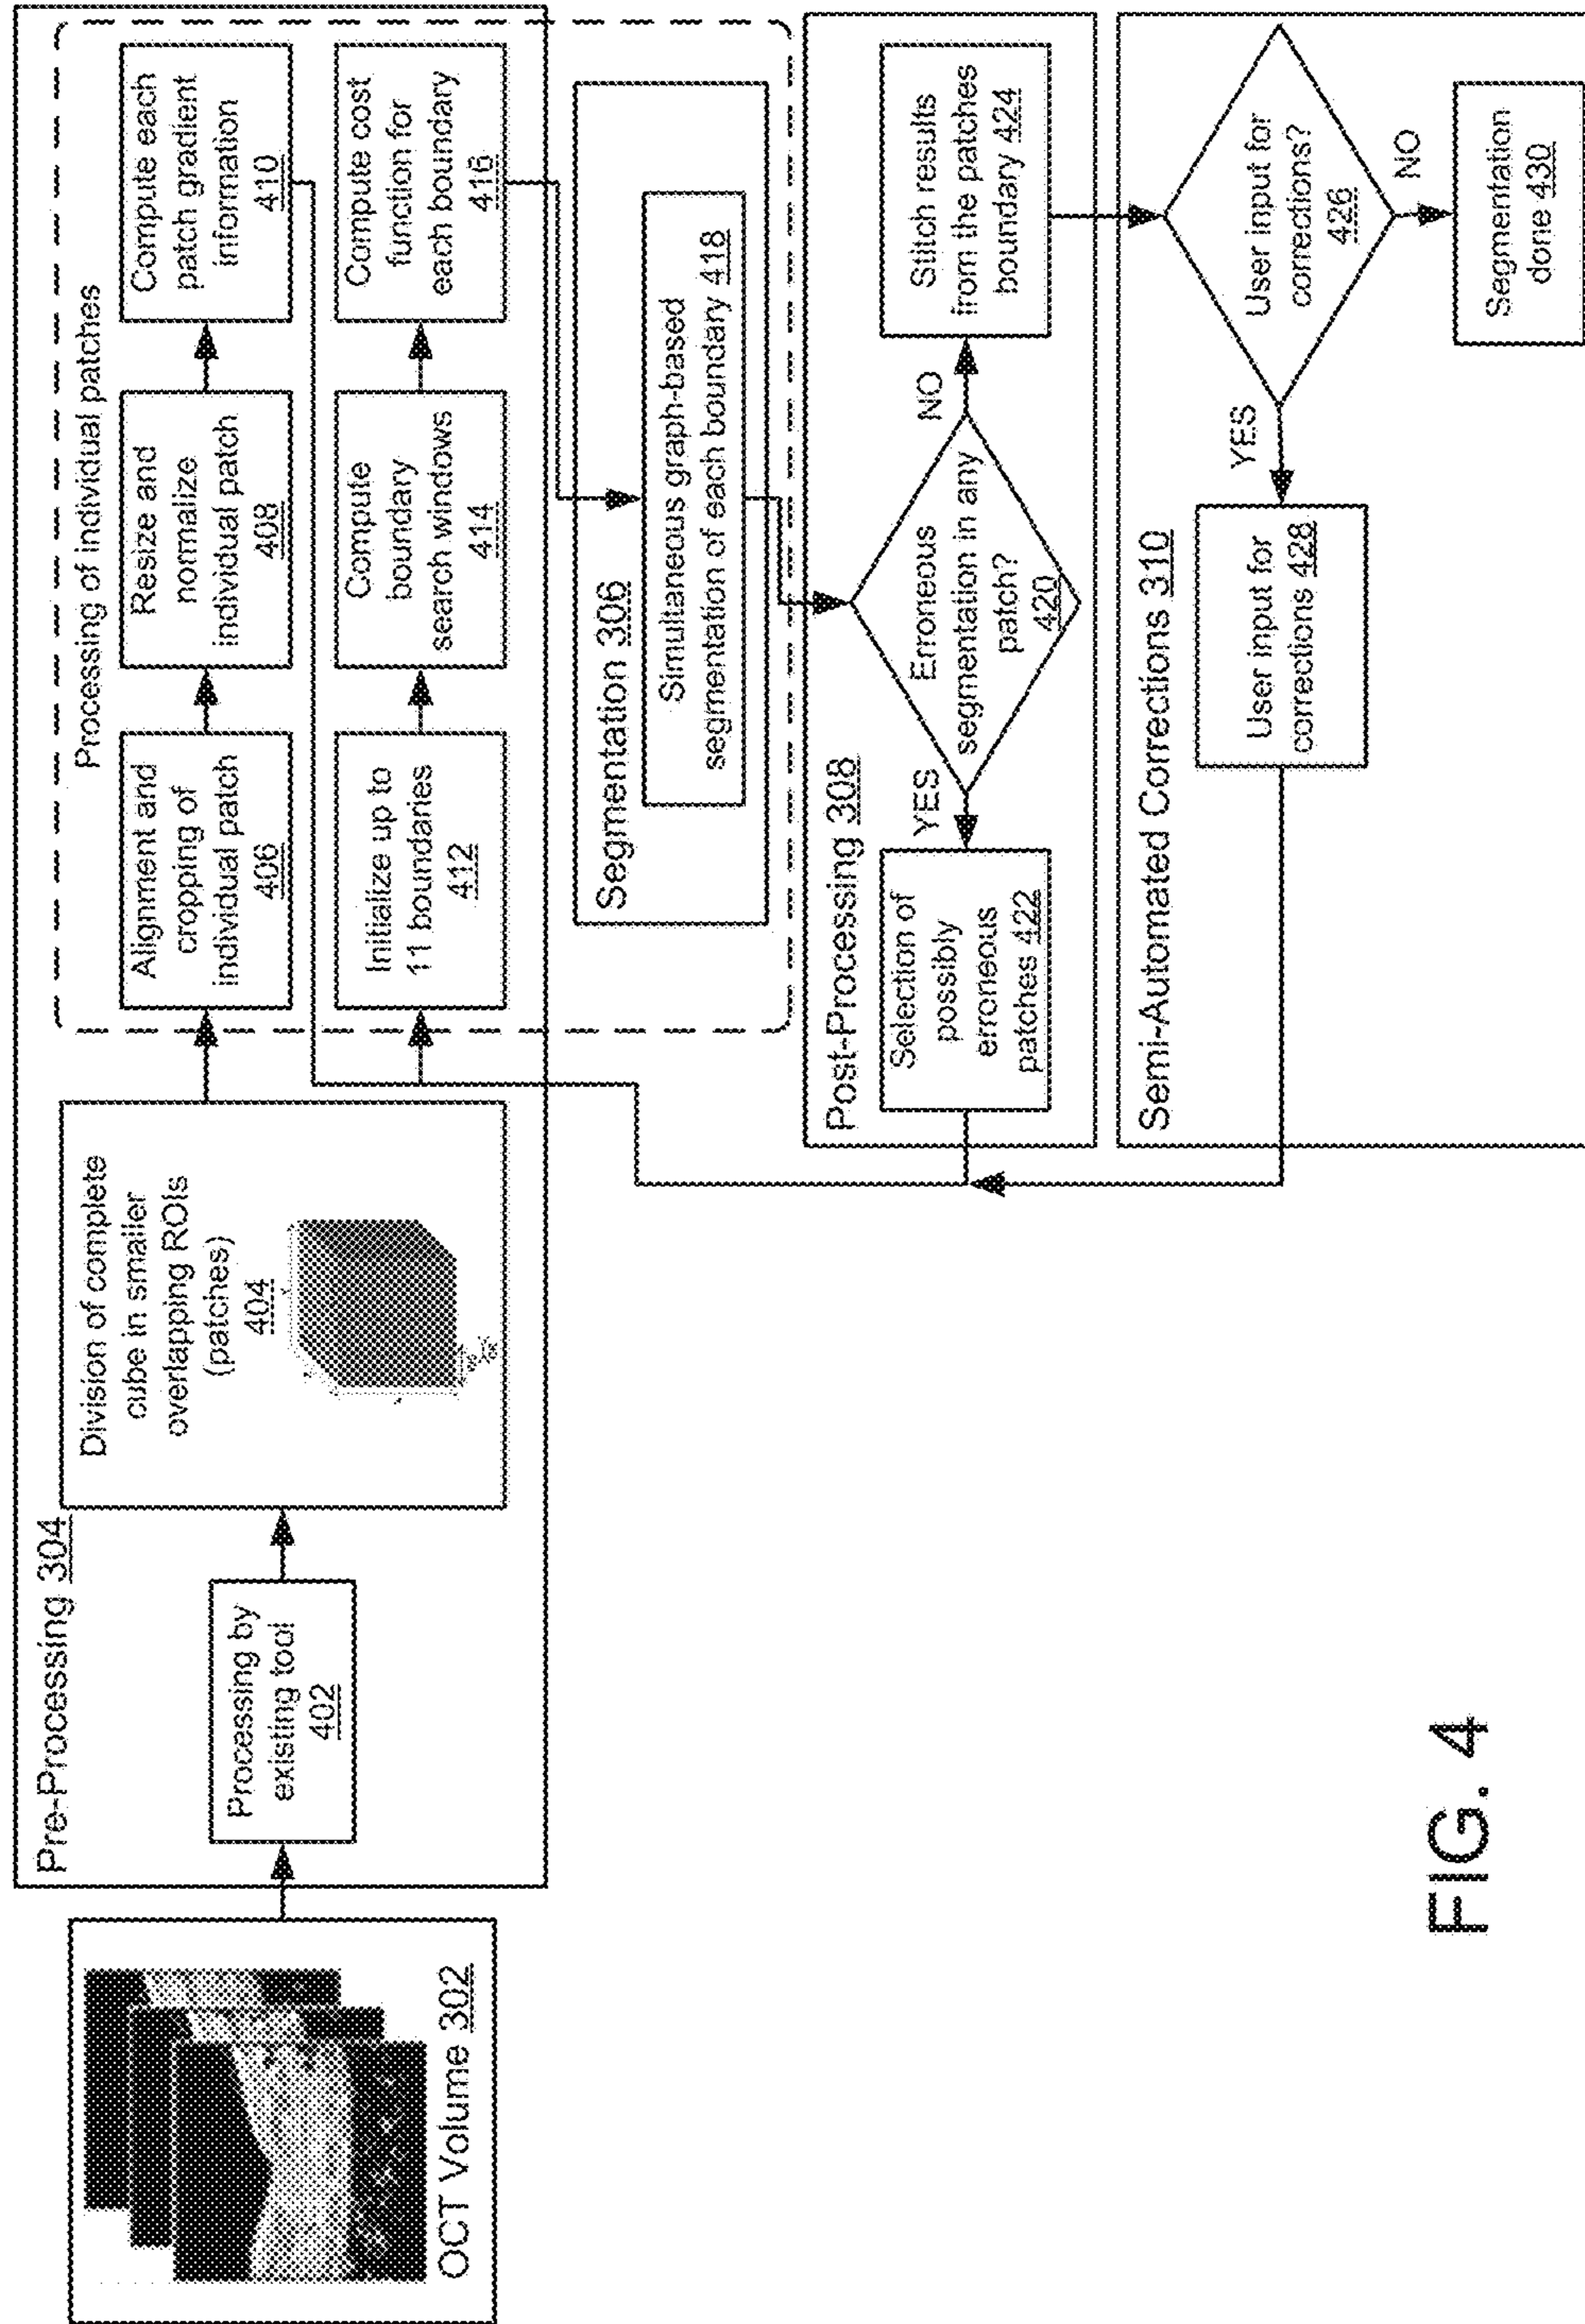 OCT Volume 302
Pre-Processing 304
Processing by
existing tool
402
Division of complete
cube in smaller
overlapping ROIs
(patches)
404
Processing of individual patches
Alignment and
cropping of
individual patch
406
Resize and
normalize
individual patch
408
Compute each
patch gradient
information
410
Initialize up to
11 boundaries
412
Compute
boundary
search windows
414
Compute cost
function for
each boundary
416
Segmentation 306
Simultaneous graph-based
segmentation of each boundary 418
Post-Processing 308
Selection of
possibly
erroneous
patches 422
YES
Erroneous
segmentation in any
patch?
420
NO
Stitch results
from the patches
boundary 424
Semi-Automated Corrections 310
User input for
corrections 428
YES
User input for
corrections?
426
NO
Segmentation
done 430
FIG. 4